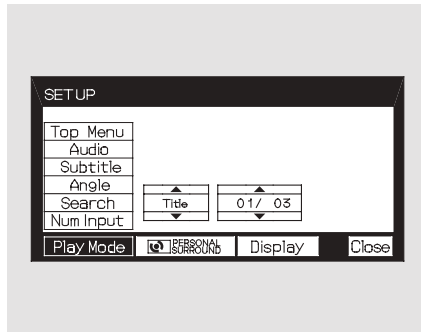 SETUP
Top Menu
Audio
Subtitle
Angle
Search
Num Input
Title
01/ 03
Play Mode
PERSONAL
SURROUND
Display
Close